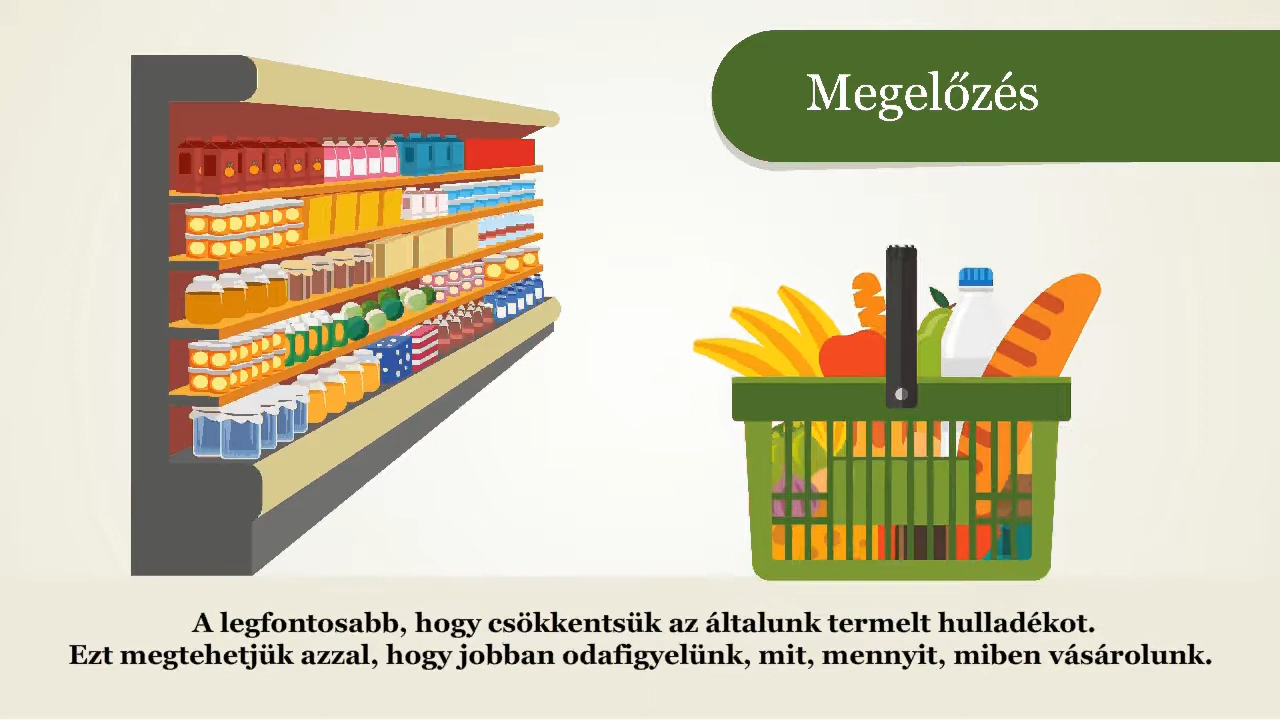 Megelőzés
A legfontosabb, hogy csökkentsük az általunk termelt hulladékot.
Ezt megtehetjük azzal, hogy jobban odafigyelünk, mit, mennyit, miben vásárolunk.